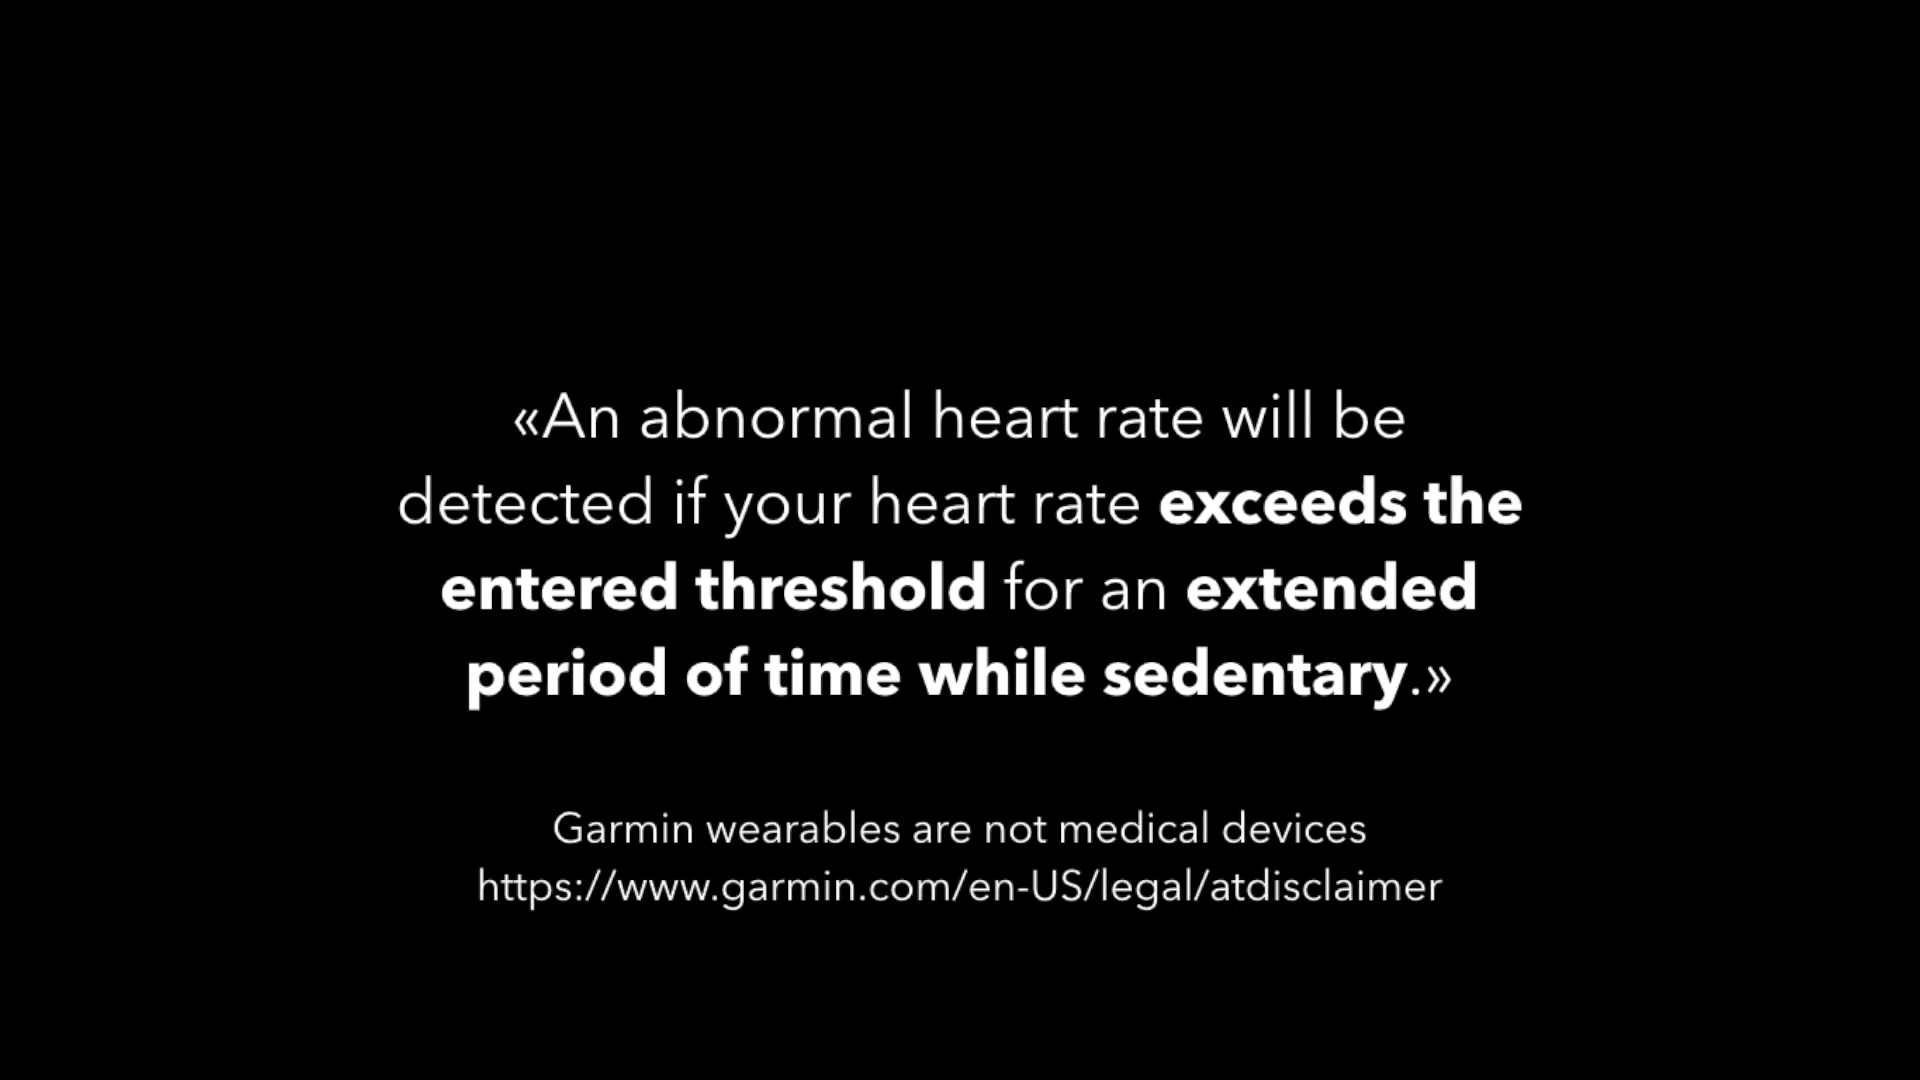 «An abnormal heart rate will be
detected if your heart rate exceeds the
entered threshold for an extended
period of time while sedentary.»
Garmin wearables are not medical devices
https://www.garmin.com/en-US/legal/atdisclaimer